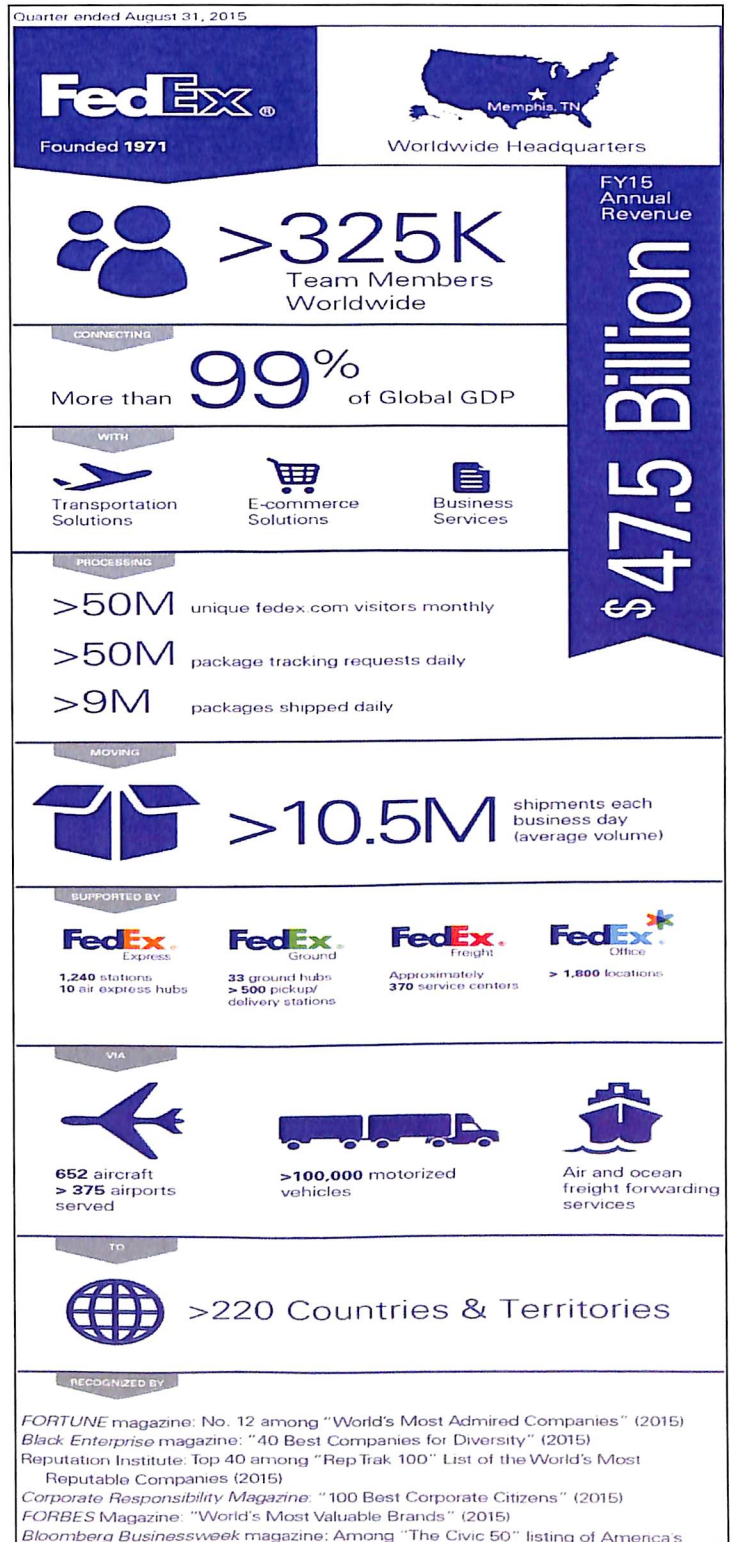 Quarter ended August 31, 2015
FedEx®
Founded 1971
Memphis, TN
Worldwide Headquarters
FY15
Annual
Revenue
$47.5 Billion
>325K
Team Members
Worldwide
CONNECTING
More than 99% of Global GDP
WITH
Transportation
Solutions
E-commerce
Solutions
Business
Services
PROCESSING
>50M unique fedex.com visitors monthly
>50M package tracking requests daily
>9M packages shipped daily
MOVING
>10.5M
shipments each
business day
(average volume)
SUPPORTED BY
FedEx®
Express
1,240 stations
10 air express hubs
FedEx®
Ground
33 ground hubs
> 500 pickup/
delivery stations
FedEx®
Freight
Approximately
370 service centers
FedEx®
Office
> 1,800 locations
VIA
652 aircraft
> 375 airports
served
>100,000 motorized
vehicles
Air and ocean
freight forwarding
services
TO
>220 Countries & Territories
RECOGNIZED BY
FORTUNE magazine: No. 12 among "World's Most Admired Companies" (2015)
Black Enterprise magazine: "40 Best Companies for Diversity" (2015)
Reputation Institute: Top 40 among "RepTrak 100" List of the World's Most
Reputable Companies (2015)
Corporate Responsibility Magazine: "100 Best Corporate Citizens" (2015)
FORBES Magazine: "World's Most Valuable Brands" (2015)
Bloomberg Businessweek magazine: Among "The Civic 50" listing of America's